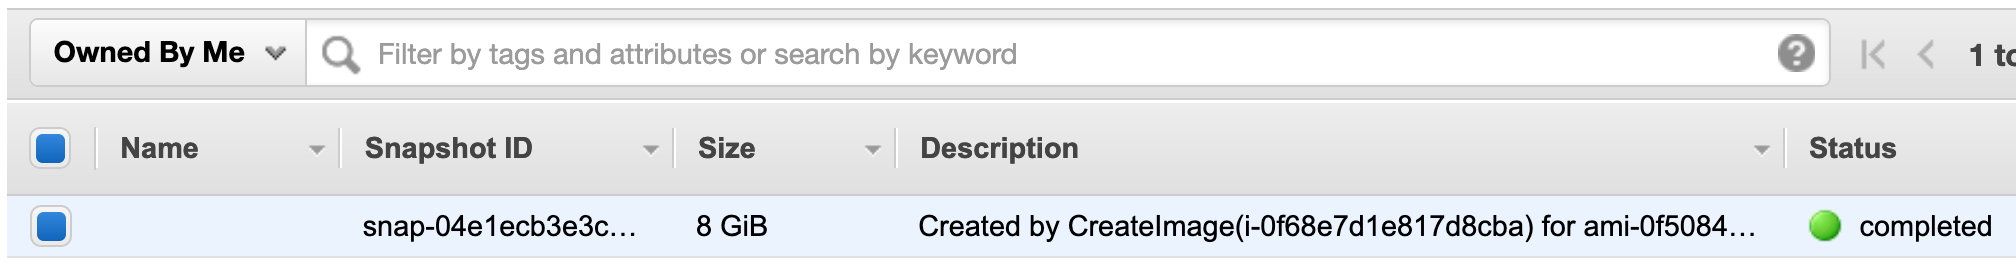 Owned By Me Filter by tags and attributes or search by keyword ? 1 to
Name Snapshot ID Size Description Status
snap-04e1ecb3e3c... 8 GiB Created by CreateImage(i-0f68e7d1e817d8cba) for ami-0f5084... completed